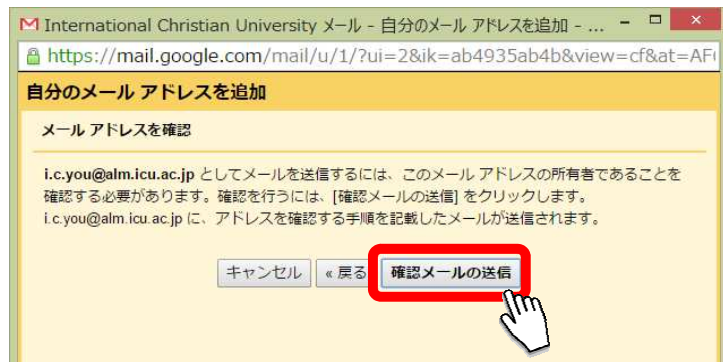 International Christian University メール - 自分のメール アドレスを追加 - ...
https://mail.google.com/mail/u/1/?ui=2&ik=ab4935ab4b&view=cf&at=AF
自分のメール アドレスを追加
メール アドレスを確認
i.c.you@alm.icu.ac.jp としてメールを送信するには、このメール アドレスの所有者であることを
確認する必要があります。確認を行うには、[確認メールの送信] をクリックします。
i.c.you@alm.icu.ac.jp に、アドレスを確認する手順を記載したメールが送信されます。
キャンセル « 戻る 確認メールの送信